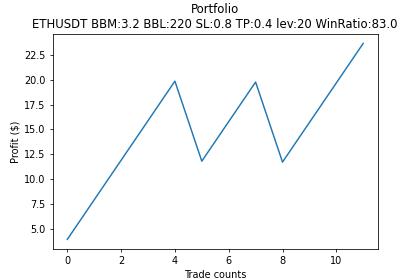 Portfolio
ETHUSDT BBM:3.2 BBL:220 SL:0.8 TP:0.4 lev:20 WinRatio:83.0
22.5
20.0
17.5
15.0
12.5
10.0
7.5
5.0
Profit ($)
0 2 4 6 8 10
Trade counts